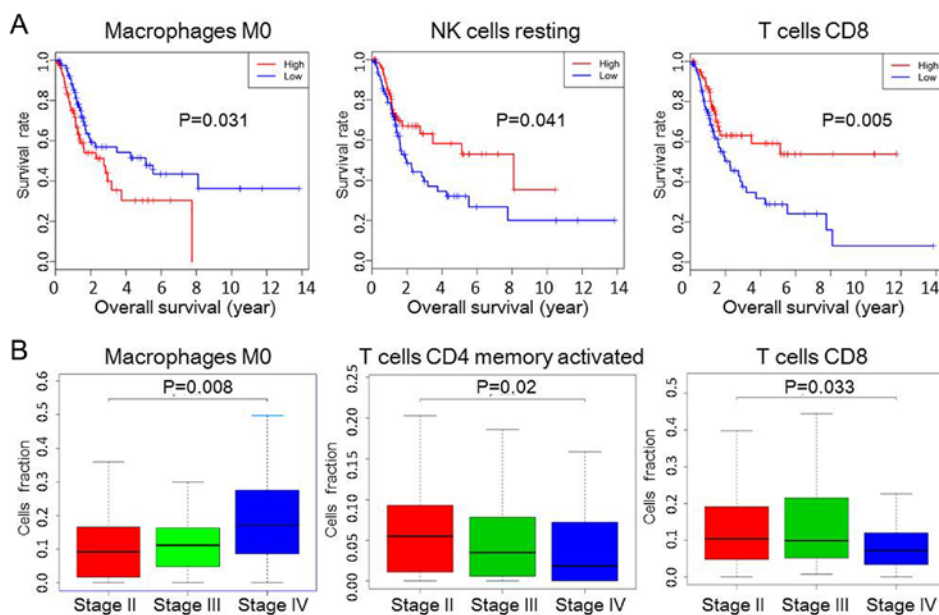 A
Macrophages M0
NK cells resting
T cells CD8
High
Low
High
Low
High
Low
P=0.031
P=0.041
P=0.005
Survival rate
Survival rate
Survival rate
0.0 0.2 0.4 0.6 0.8 1.0
0.0 0.2 0.4 0.6 0.8 1.0
0.0 0.2 0.4 0.6 0.8 1.0
0 2 4 6 8 10 12 14
0 2 4 6 8 10 12 14
0 2 4 6 8 10 12 14
Overall survival (year)
Overall survival (year)
Overall survival (year)
B
Macrophages M0
T cells CD4 memory activated
T cells CD8
P=0.008
P=0.02
P=0.033
Cells fraction
Cells fraction
Cells fraction
0.0 0.1 0.2 0.3 0.4 0.5 0.6
0.00 0.05 0.10 0.15 0.20 0.25
0.0 0.1 0.2 0.3 0.4 0.5
Stage II Stage III Stage IV
Stage II Stage III Stage IV
Stage II Stage III Stage IV